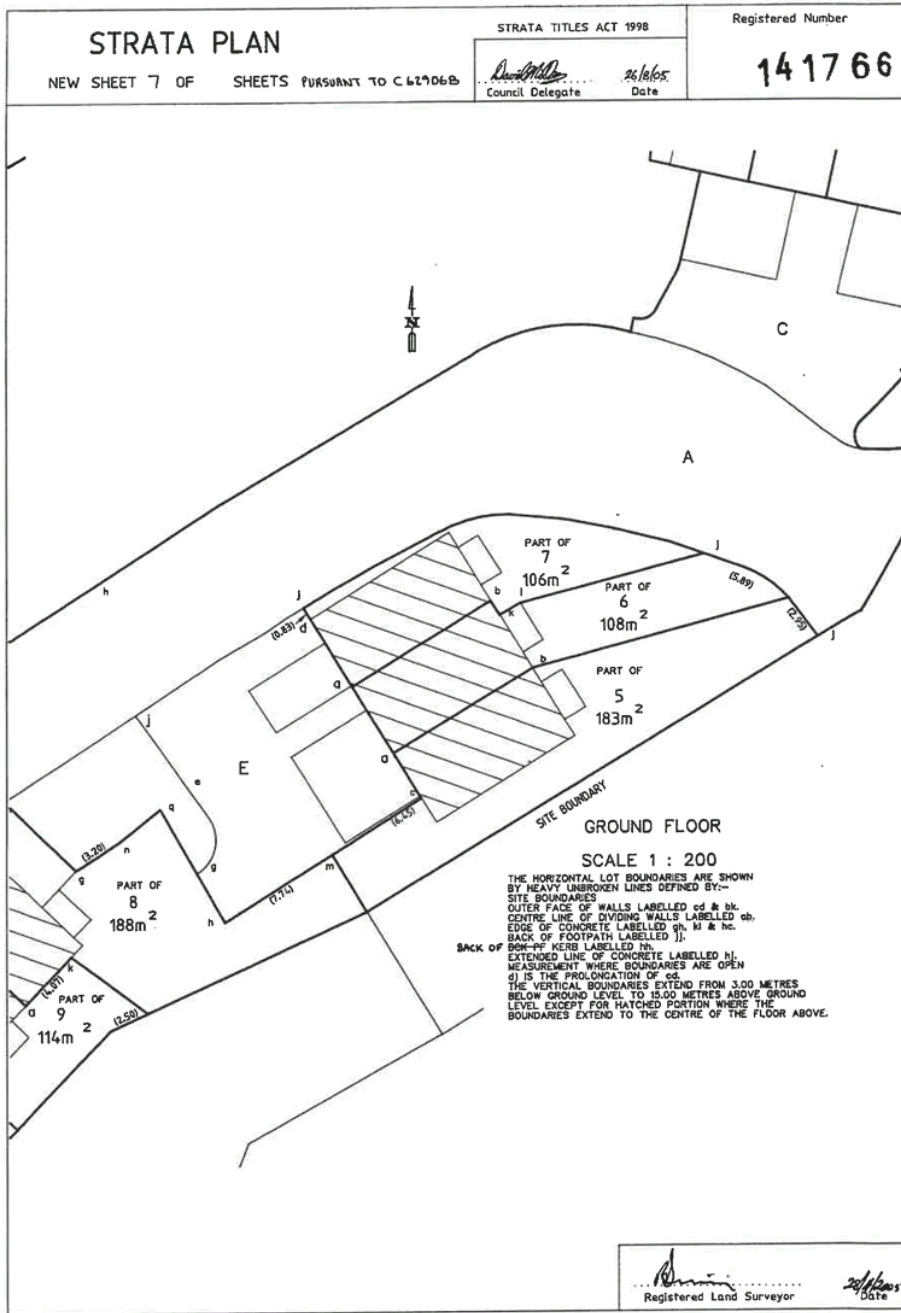 STRATA PLAN
NEW SHEET 7 OF SHEETS PURSUANT TO C629068
STRATA TITLES ACT 1998
Council Delegate
26/8/05
Date
Registered Number
141766
N
C
A
h
j
j
PART OF
7
106m²
b
l
k
PART OF
6
108m²
(5.89)
(2.95)
j
(0.83)
d
a
b
PART OF
5
183m²
j
e
E
a
c
(6.45)
SITE BOUNDARY
q
(3.20)
n
g
g
PART OF
8
188m²
h
(7.74)
m
k
(4.07)
a
PART OF
9
114m²
(2.50)
GROUND FLOOR
SCALE 1 : 200
THE HORIZONTAL LOT BOUNDARIES ARE SHOWN
BY HEAVY UNBROKEN LINES DEFINED BY:-
SITE BOUNDARIES
OUTER FACE OF WALLS LABELLED cd & bk.
CENTRE LINE OF DIVIDING WALLS LABELLED ab.
EDGE OF CONCRETE LABELLED gh, kl & hc.
BACK OF FOOTPATH LABELLED jj.
BACK OF KERB LABELLED hh.
EXTENDED LINE OF CONCRETE LABELLED hj.
MEASUREMENT WHERE BOUNDARIES ARE OPEN
dj IS THE PROLONGATION OF cd.
THE VERTICAL BOUNDARIES EXTEND FROM 3.00 METRES
BELOW GROUND LEVEL TO 15.00 METRES ABOVE GROUND
LEVEL EXCEPT FOR HATCHED PORTION WHERE THE
BOUNDARIES EXTEND TO THE CENTRE OF THE FLOOR ABOVE.
Registered Land Surveyor
Date